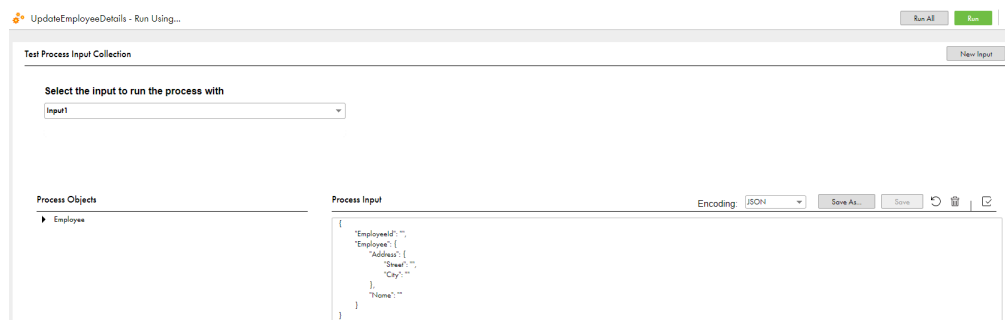 UpdateEmployeeDetails - Run Using...
Run All
Run
Test Process Input Collection
New Input
Select the input to run the process with
Input1
Process Objects
Process Input
Encoding: JSON
Save As...
Save
Employee
{
"EmployeeId": "",
"Employee": {
"Address": {
"Street": "",
"City": ""
},
"Name": ""
}
}